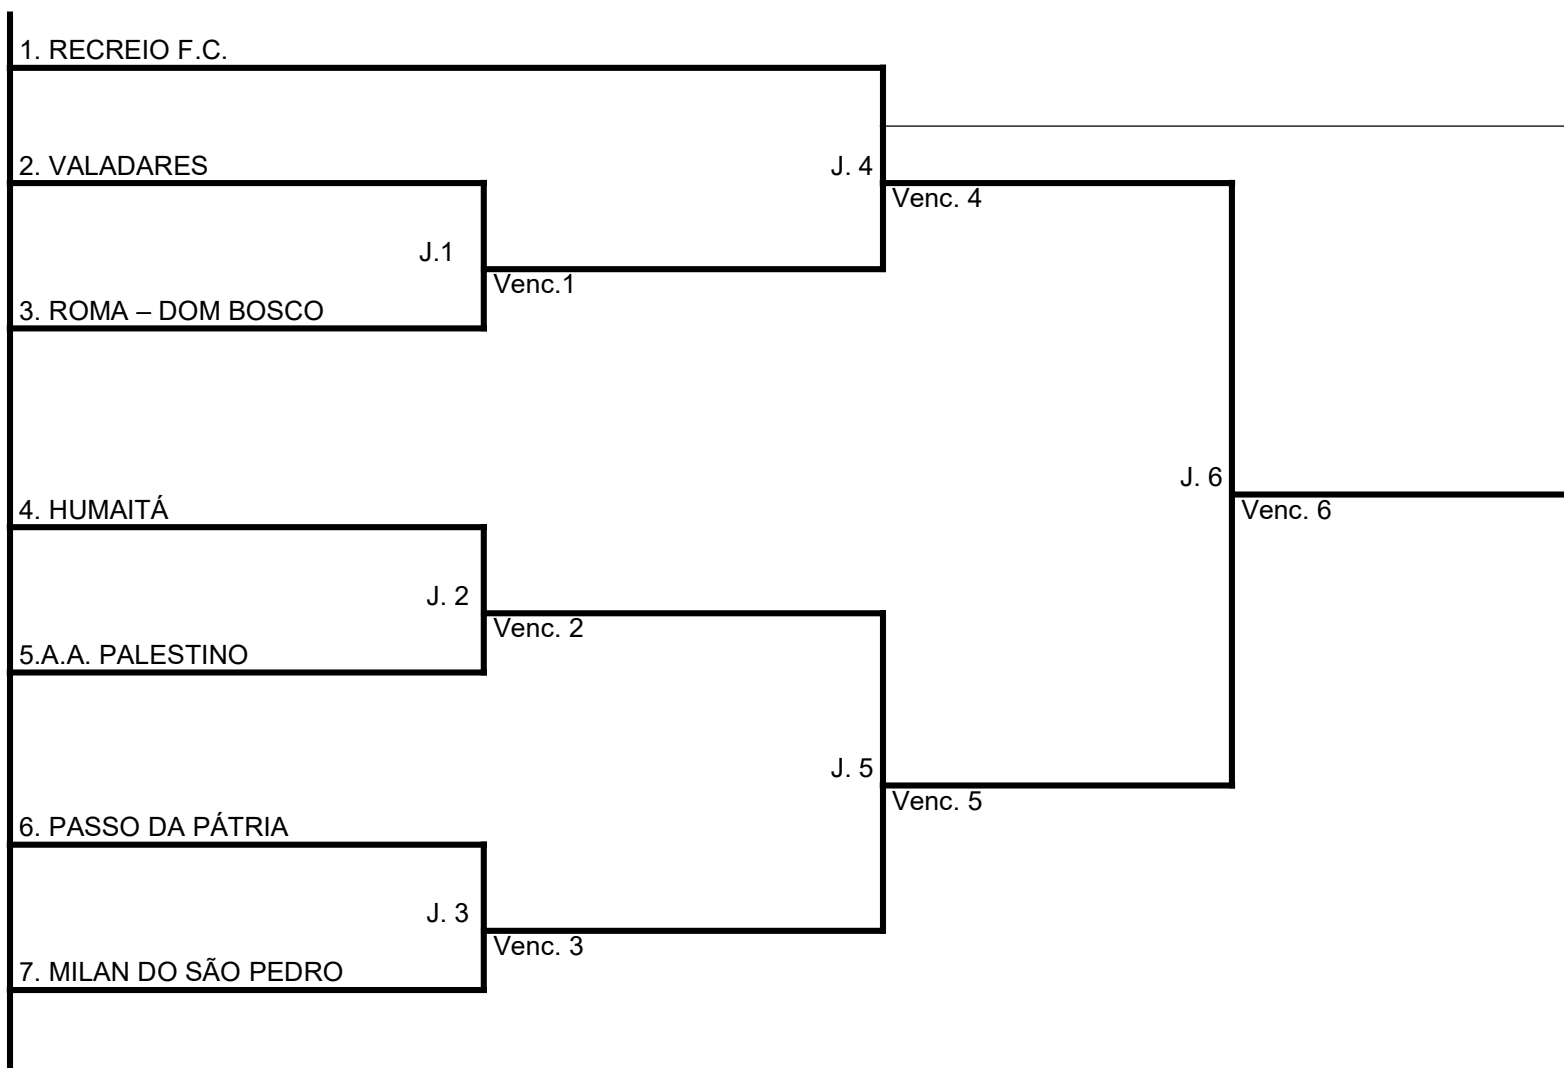 1. RECREIO F.C.
2. VALADARES
J. 4
Venc. 4
J.1
Venc.1
3. ROMA – DOM BOSCO
J. 6
4. HUMAITÁ
Venc. 6
J. 2
Venc. 2
5.A.A. PALESTINO
J. 5
Venc. 5
6. PASSO DA PÁTRIA
J. 3
Venc. 3
7. MILAN DO SÃO PEDRO